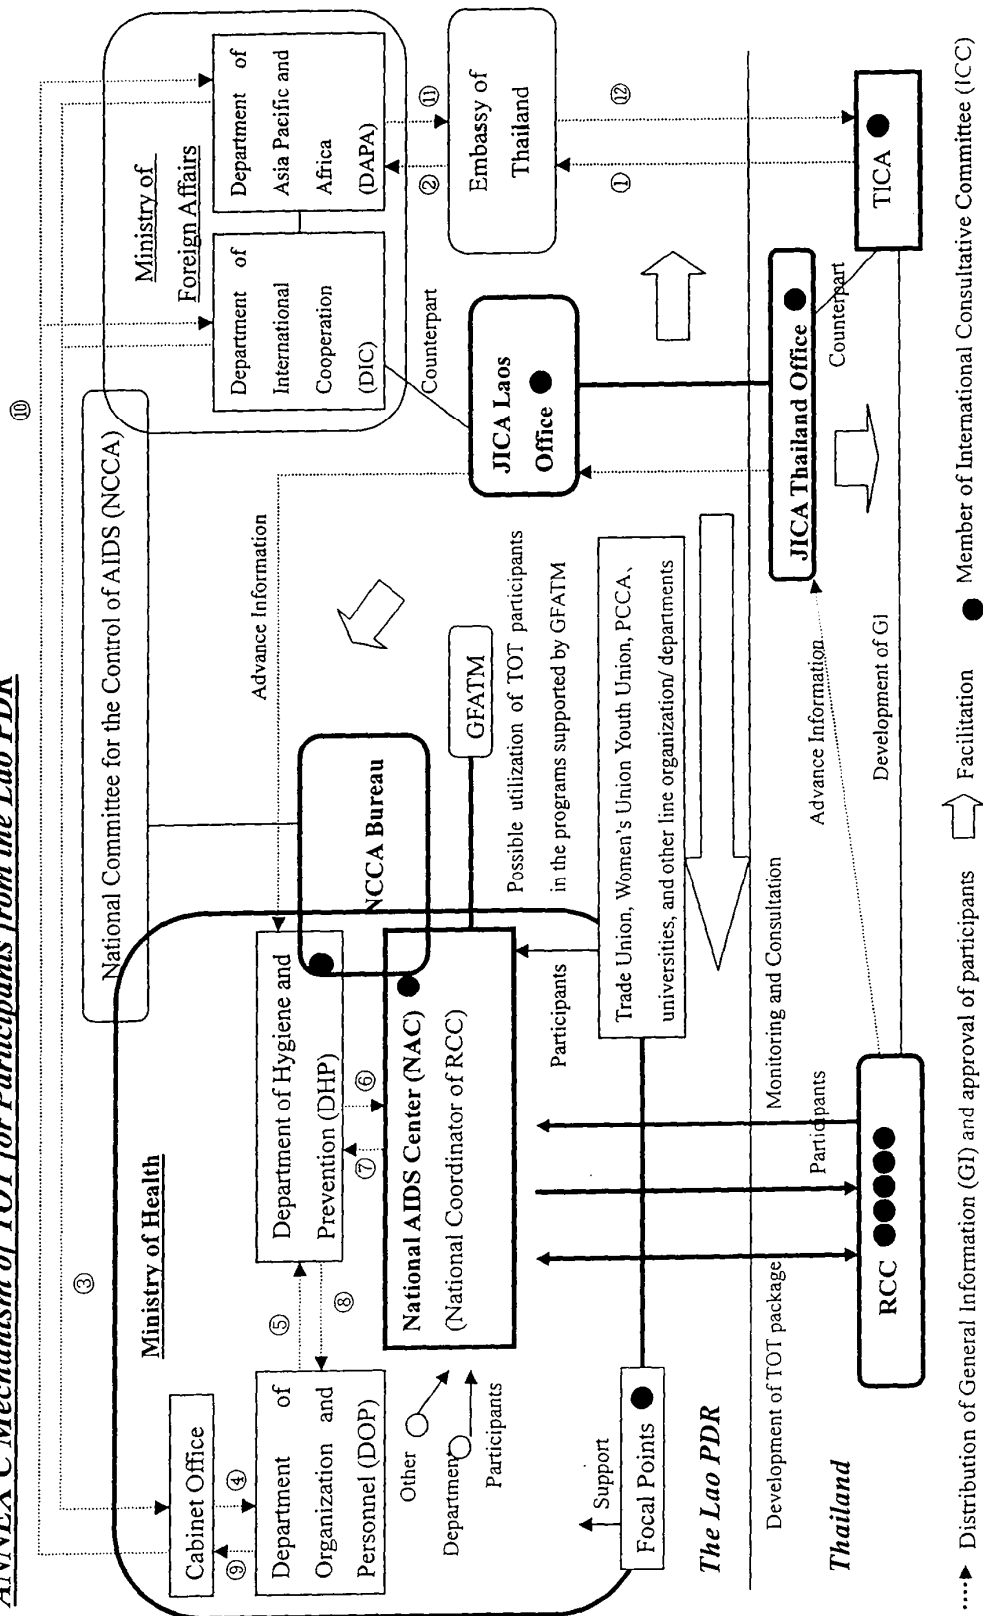 ANNEX C Mechanism of TOT for Participants from the Lao PDR
⑩
③
National Committee for the Control of AIDS (NCCA)
Ministry of
Foreign Affairs
Department of
International
Cooperation
(DIC)
Department of
Asia Pacific and
Africa
(DAPA)
Ministry of Health
Cabinet Office
⑨
④
Department of
Organization and
Personnel (DOP)
⑤
⑧
Department of Hygiene and
Prevention (DHP)
⑦
⑥
National AIDS Center (NAC)
(National Coordinator of RCC)
NCCA Bureau
Advance Information
GFATM
Possible utilization of TOT participants
in the programs supported by GFATM
Counterpart
JICA Laos
Office
②
⑪
Embassy of
Thailand
①
⑫
Other
Departmen
Participants
Participants
Support
Focal Points
Trade Union, Women's Union Youth Union, PCCA、
universities, and other line organization/ departments
The Lao PDR
Thailand
Development of TOT package
Monitoring and Consultation
Participants
RCC
Advance Information
Development of GI
JICA Thailand Office
Counterpart
TICA
Distribution of General Information (GI) and approval of participants
Facilitation
Member of International Consultative Committee (ICC)